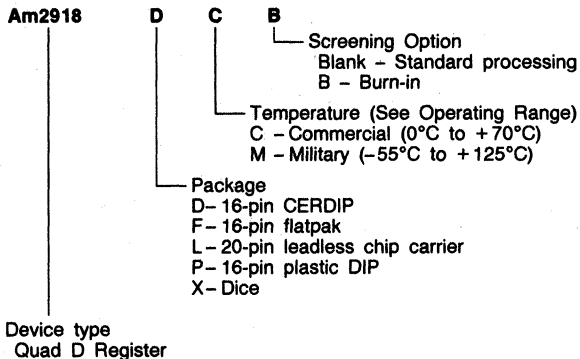 Am2918 D C B
Screening Option
Blank – Standard processing
B – Burn-in
Temperature (See Operating Range)
C – Commercial (0°C to +70°C)
M – Military (–55°C to +125°C)
Package
D– 16-pin CERDIP
F– 16-pin flatpak
L– 20-pin leadless chip carrier
P– 16-pin plastic DIP
X– Dice
Device type
Quad D Register